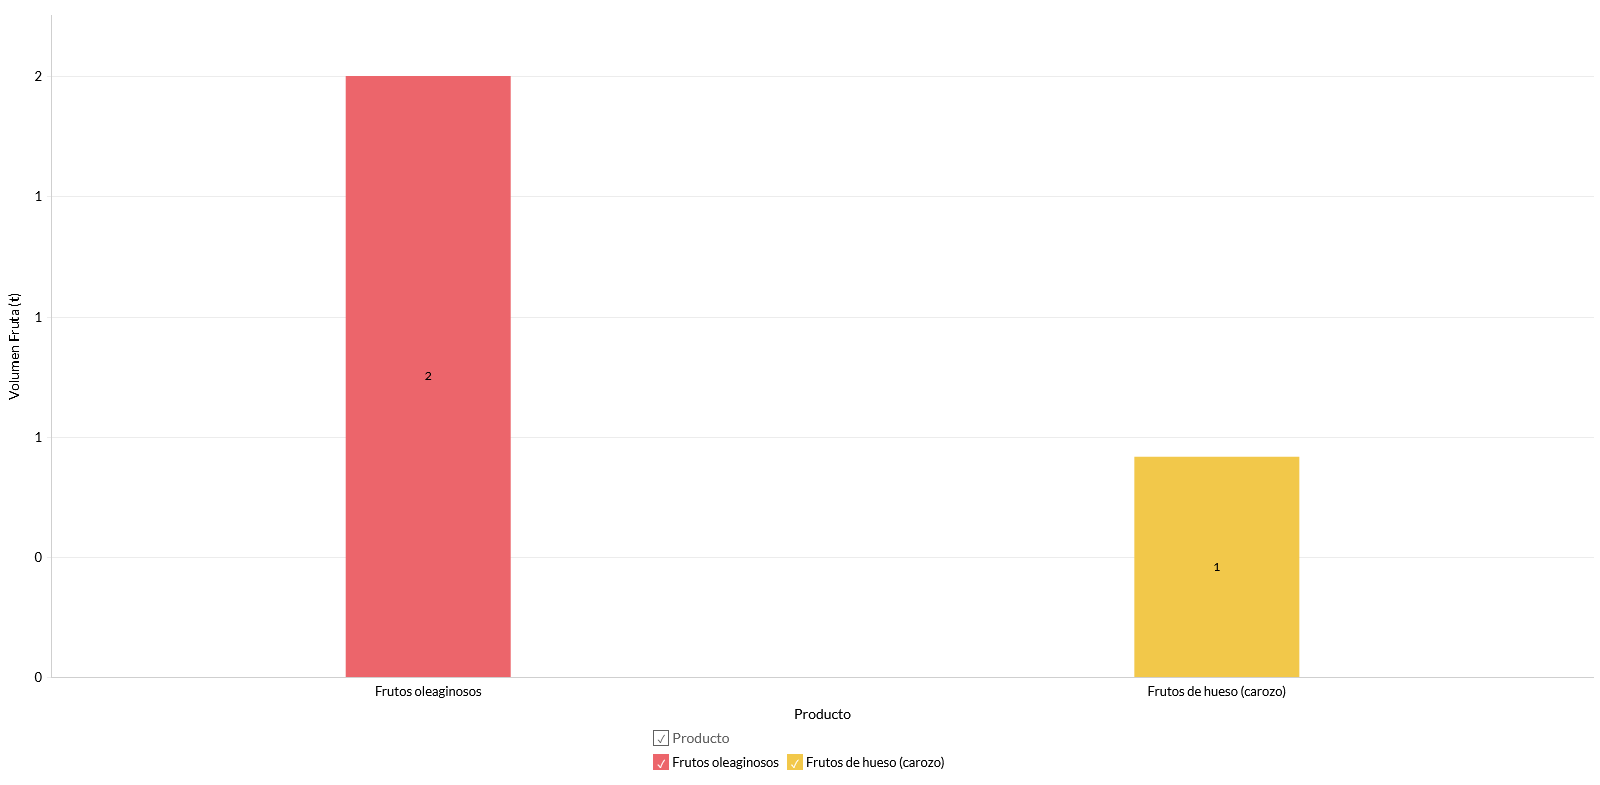 Volumen Fruta (t)
2
1
1
1
0
0
2
1
Frutos oleaginosos
Frutos de hueso (carozo)
Producto
Producto
Frutos oleaginosos Frutos de hueso (carozo)